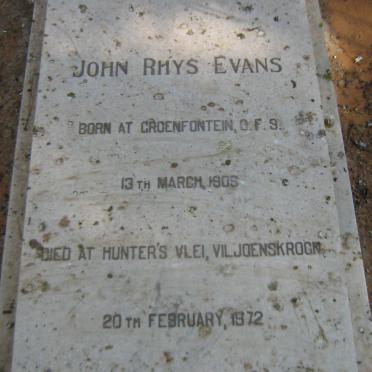 JOHN RHYS EVANS
BORN AT GROENFONTEIN, O.F.S.
13TH MARCH, 1905
DIED AT HUNTER'S VLEI, VILJOENSKROON
20TH FEBRUARY, 1972